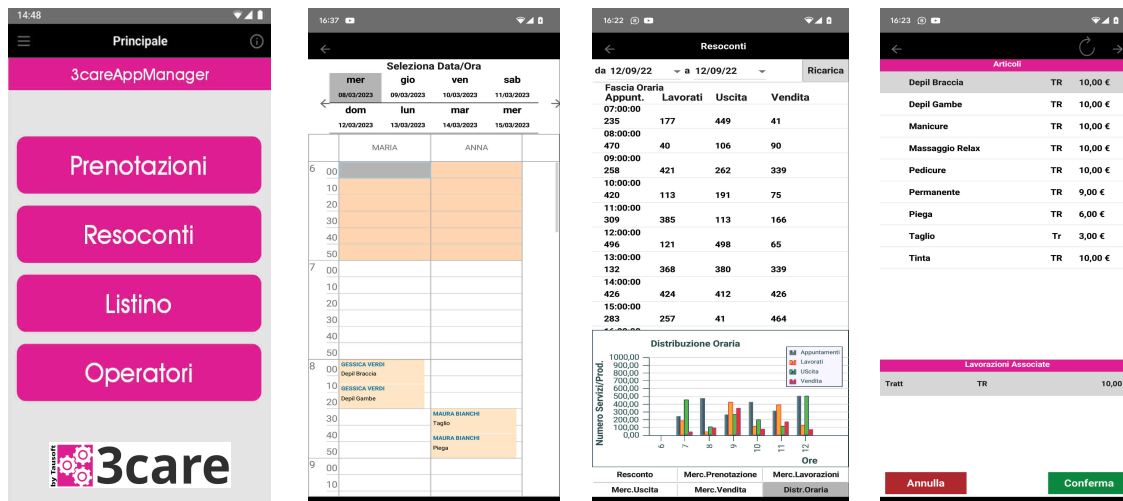 14:48
Principale
3careAppManager
Prenotazioni
Resoconti
Listino
Operatori
by Tausoft
3care
16:37
Seleziona Data/Ora
mer gio ven sab
08/03/2023 09/03/2023 10/03/2023 11/03/2023
dom lun mar mer
12/03/2023 13/03/2023 14/03/2023 15/03/2023
MARIA ANNA
6 00
10
20
30
40
50
7 00
10
20
30
40
50
8 00 GESSICA VERDI
Depil Braccia
10 GESSICA VERDI
20 Depil Gambe
30 MAURA BIANCHI
Taglio
40 MAURA BIANCHI
50 Piega
9 00
10
16:22
Resoconti
da 12/09/22 a 12/09/22 Ricarica
Fascia Oraria
Appunt. Lavorati Uscita Vendita
07:00:00
235 177 449 41
08:00:00
470 40 106 90
09:00:00
258 421 262 339
10:00:00
420 113 191 75
11:00:00
309 385 113 166
12:00:00
496 121 498 65
13:00:00
132 368 380 339
14:00:00
426 424 412 426
15:00:00
283 257 41 464
Distribuzione Oraria
Numero Servizi/Prod.
1000,00
900,00
800,00
700,00
600,00
500,00
400,00
300,00
200,00
100,00
0,00
Appuntamenti
Lavorati
UScita
Vendita
6 7 8 9 10 11 12
Ore
Resconto Merc.Prenotazione Merc.Lavorazioni
Merc.Uscita Merc.Vendita Distr.Oraria
16:23
Articoli
Depil Braccia TR 10,00 €
Depil Gambe TR 10,00 €
Manicure TR 10,00 €
Massaggio Relax TR 10,00 €
Pedicure TR 10,00 €
Permanente TR 9,00 €
Piega TR 6,00 €
Taglio Tr 3,00 €
Tinta TR 10,00 €
Lavorazioni Associate
Tratt TR 10,00
Annulla Conferma